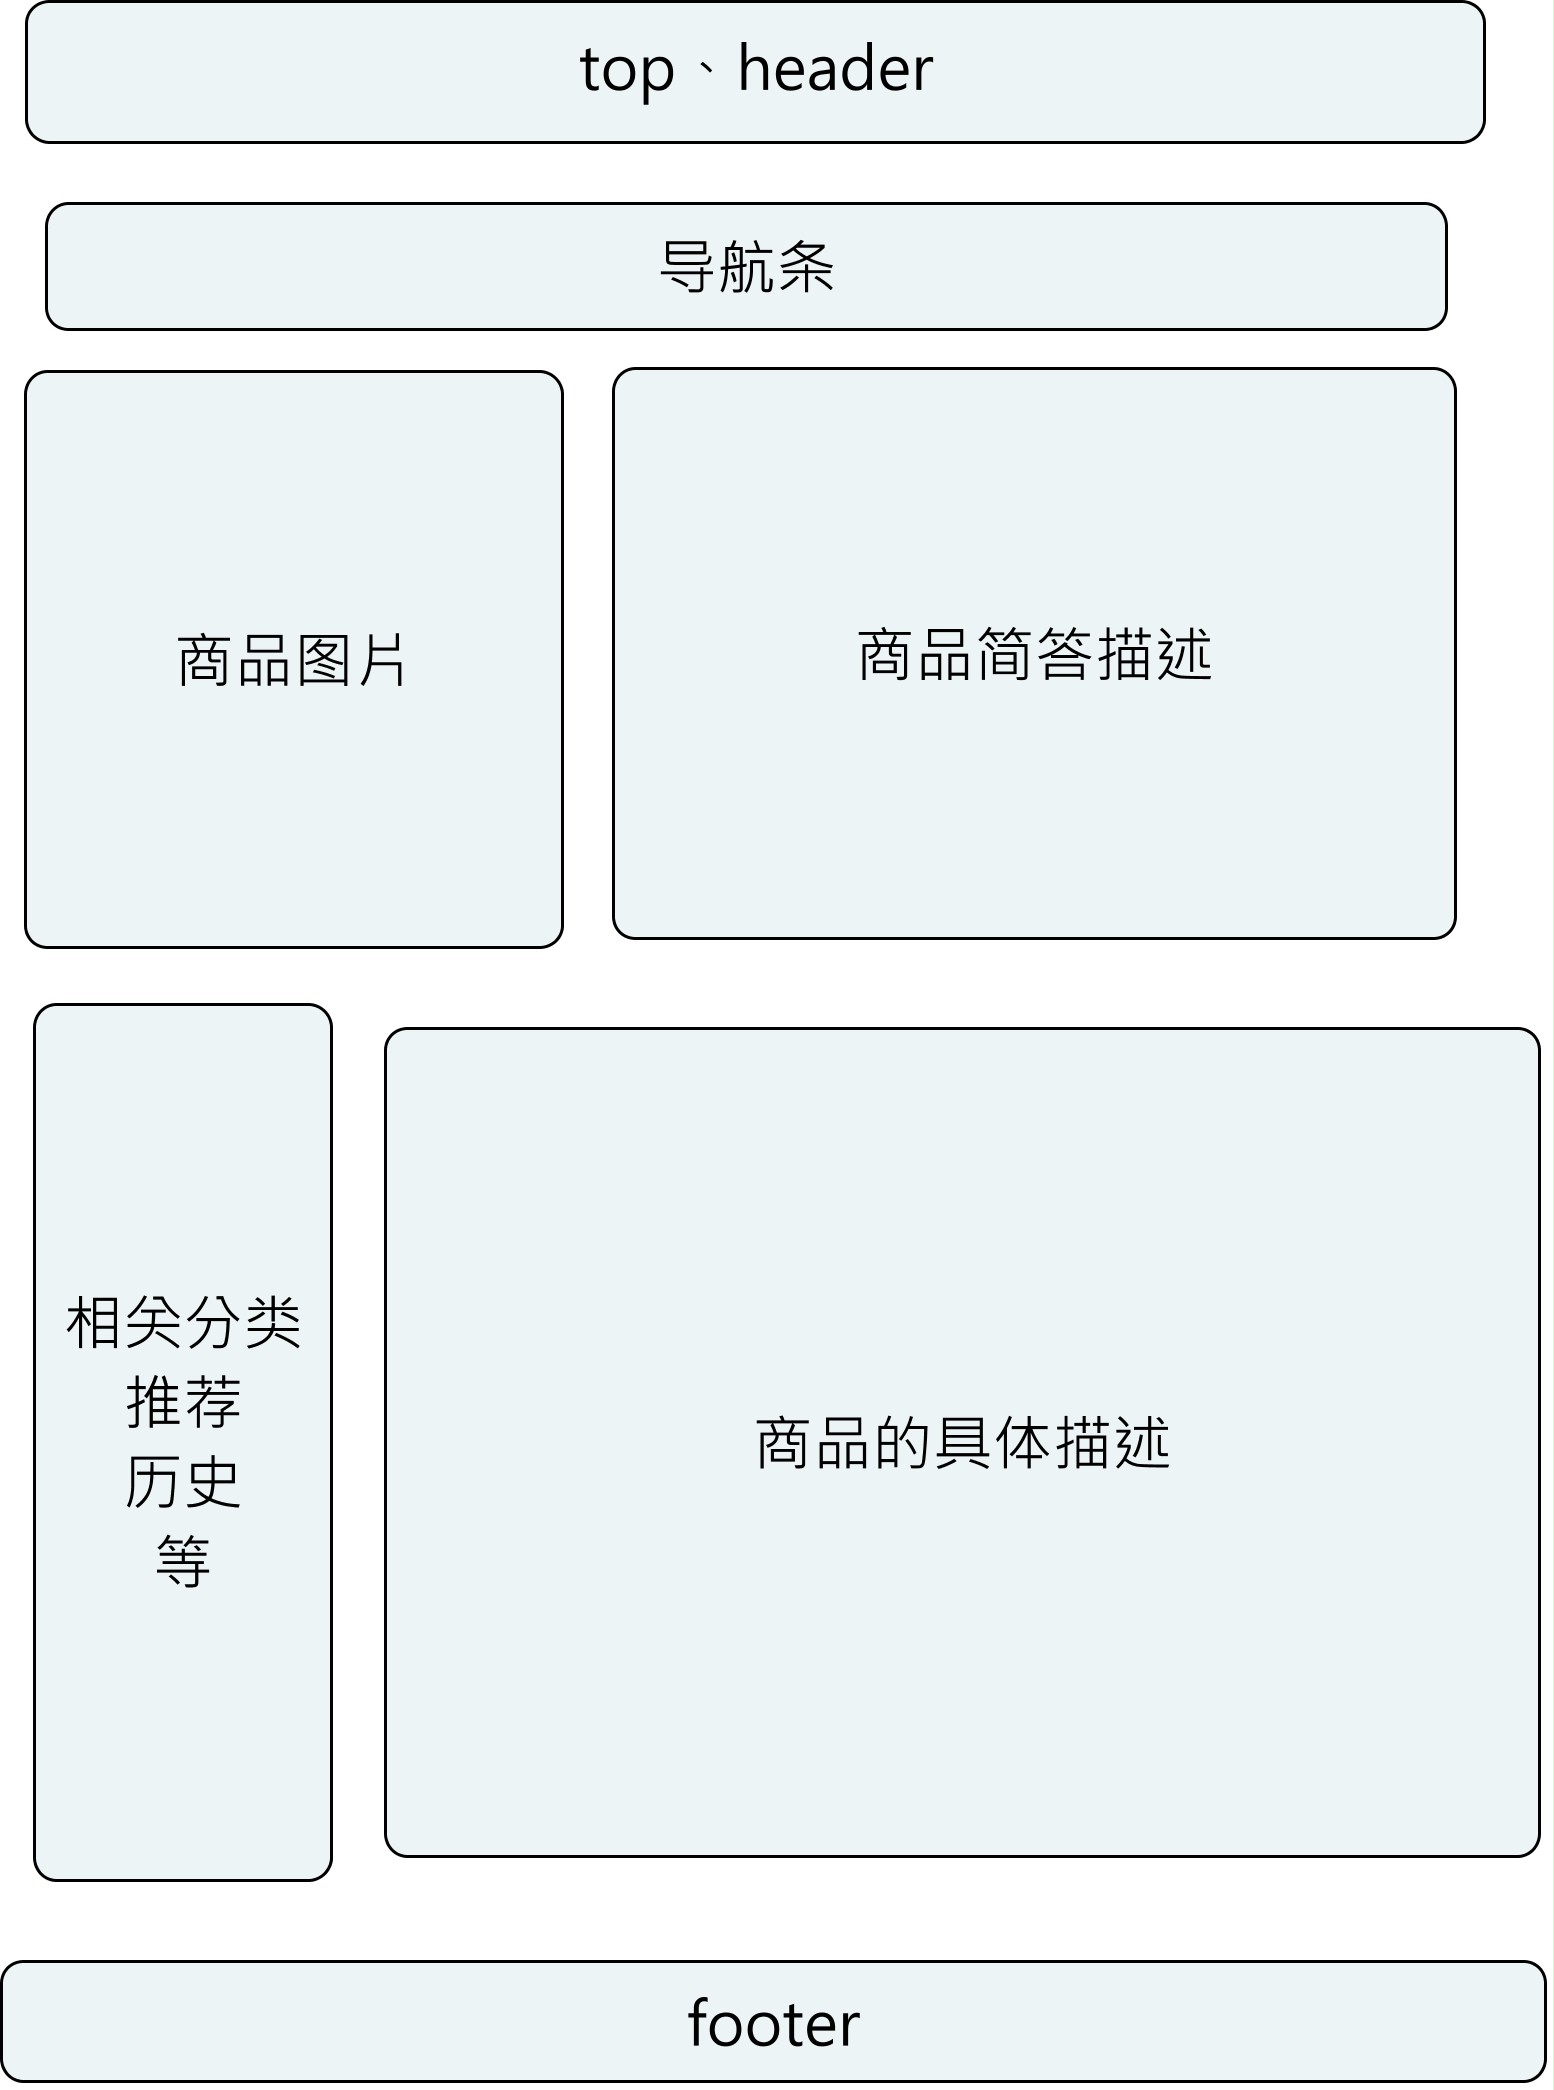 top、header
导航条
商品图片
商品简答描述
相关分类
推荐
历史
等
商品的具体描述
footer